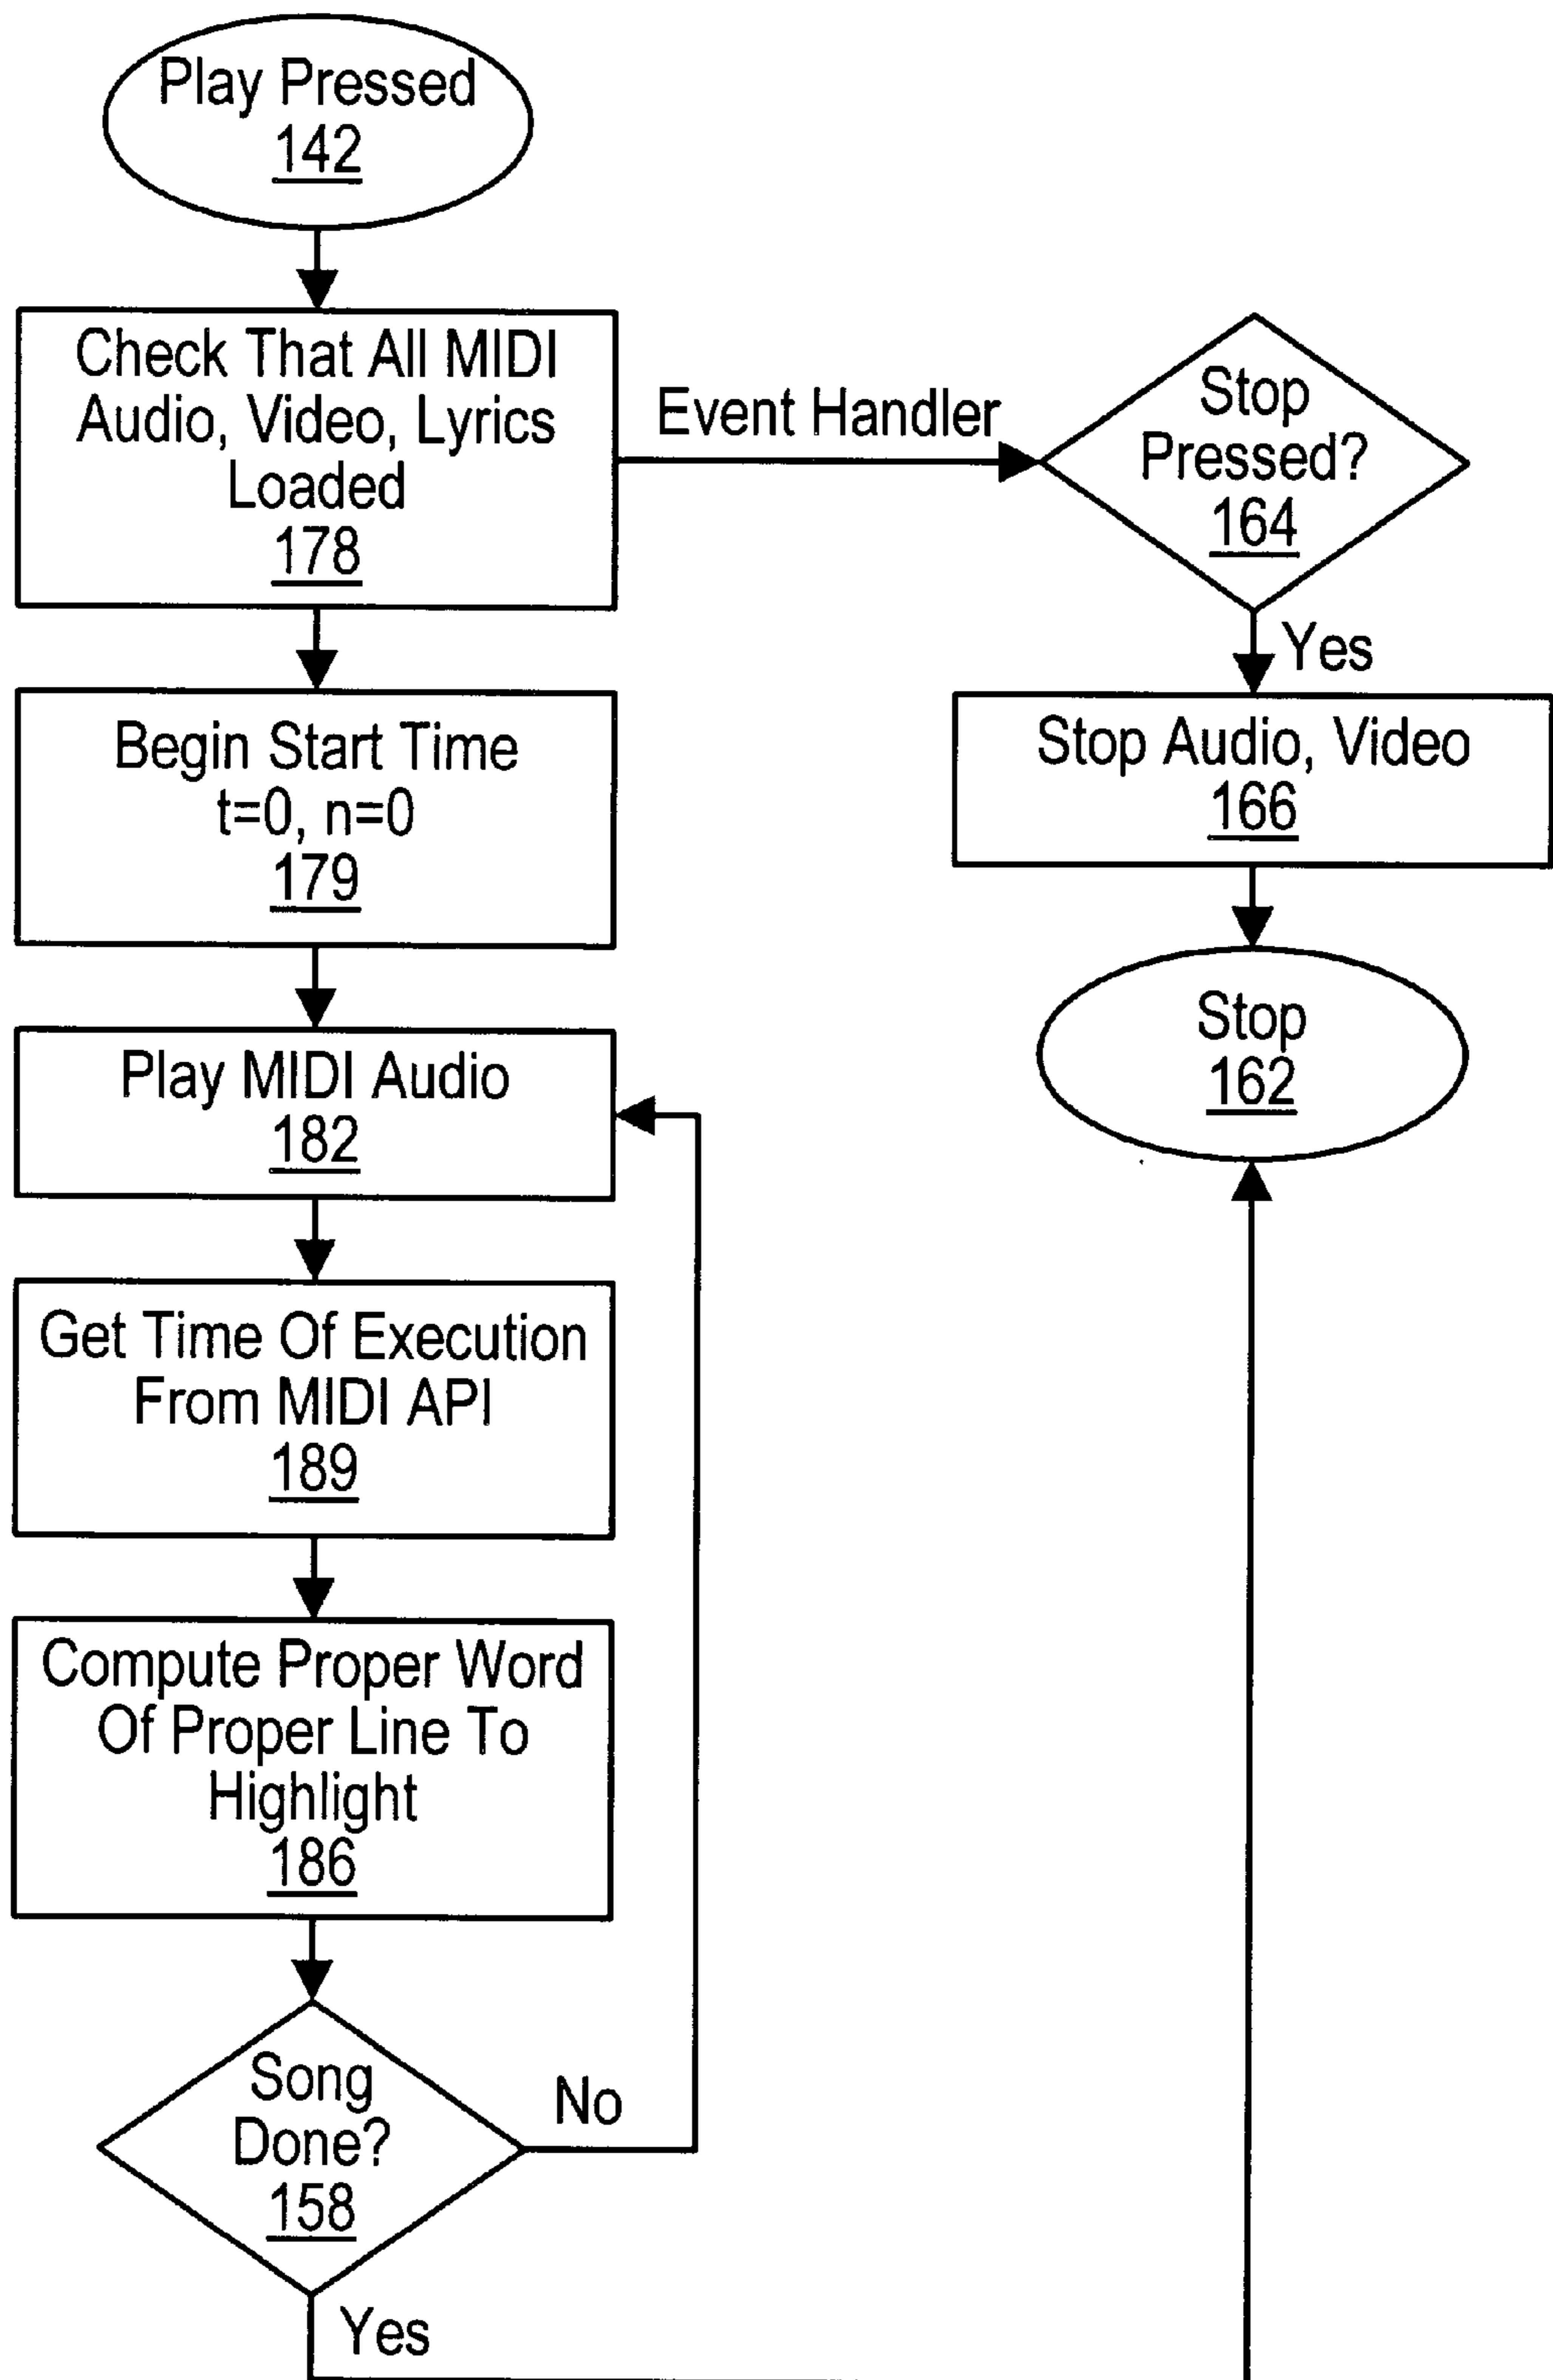 Play Pressed
142
Check That All MIDI
Audio, Video, Lyrics
Loaded
178
Event Handler
Stop
Pressed?
164
Yes
Stop Audio, Video
166
Stop
162
Begin Start Time
t=0, n=0
179
Play MIDI Audio
182
Get Time Of Execution
From MIDI API
189
Compute Proper Word
Of Proper Line To
Highlight
186
Song
Done?
158
No
Yes